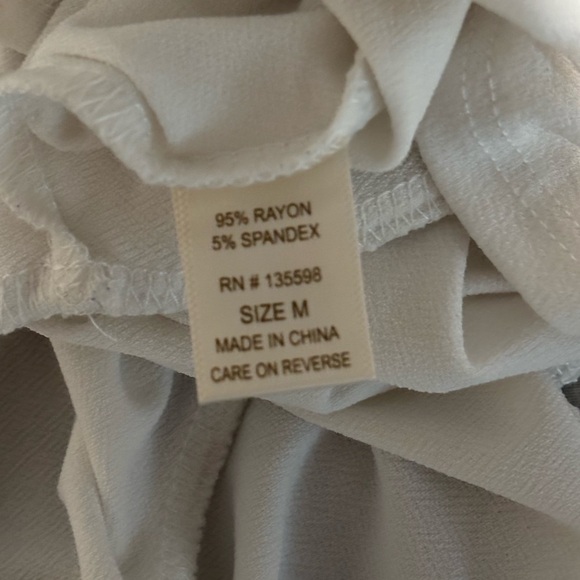 95% RAYON
5% SPANDEX
RN # 135598
SIZE M
MADE IN CHINA
CARE ON REVERSE